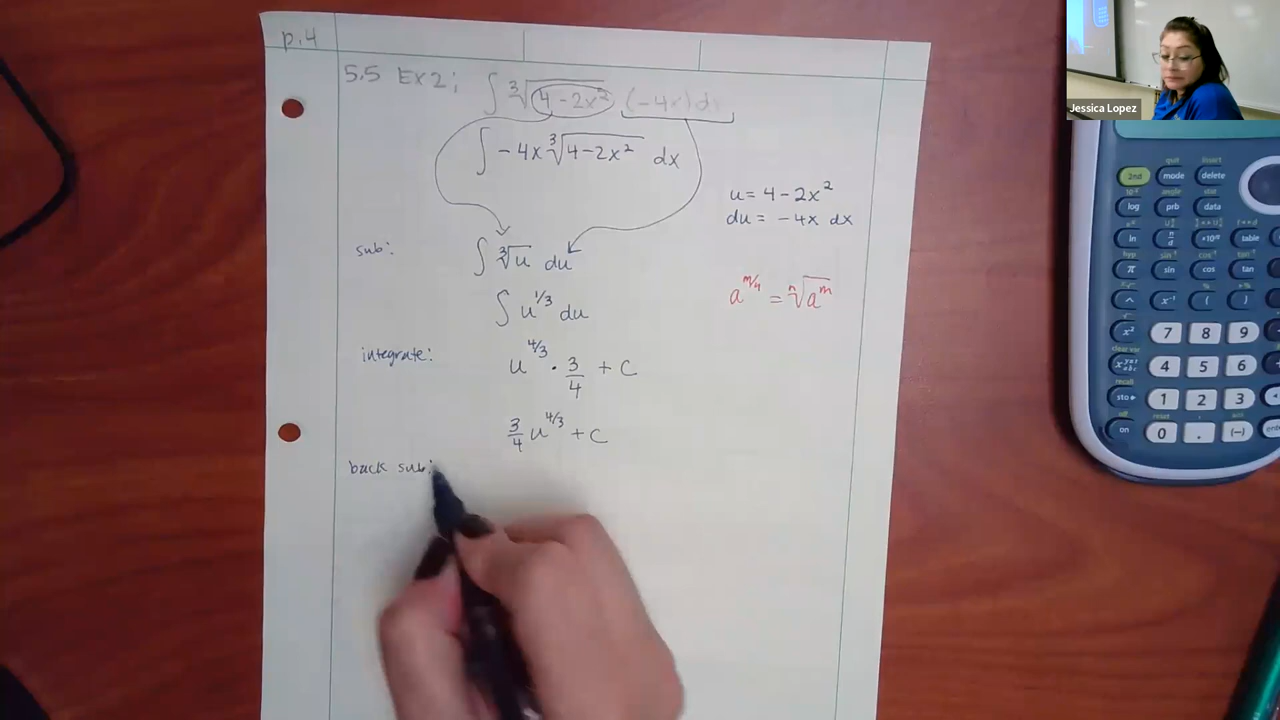 p.4
5.5 Ex 2; ∫ ∛(4-2x²) (-4x) dx
∫ -4x ∛(4-2x²) dx
u = 4-2x²
du = -4x dx
sub: ∫ ∛u du
∫ u^(1/3) du
a^(m/n) = ⁿ√(a^m)
integrate: u^(4/3) · 3/4 + C
3/4 u^(4/3) + C
back sub:
Jessica Lopez
2nd mode delete
log prb data
ln n/d ×10ⁿ table
π sin cos tan
^ x⁻¹ ( )
x² 7 8 9
4 5 6
sto▸ 1 2 3
on 0 . (−)